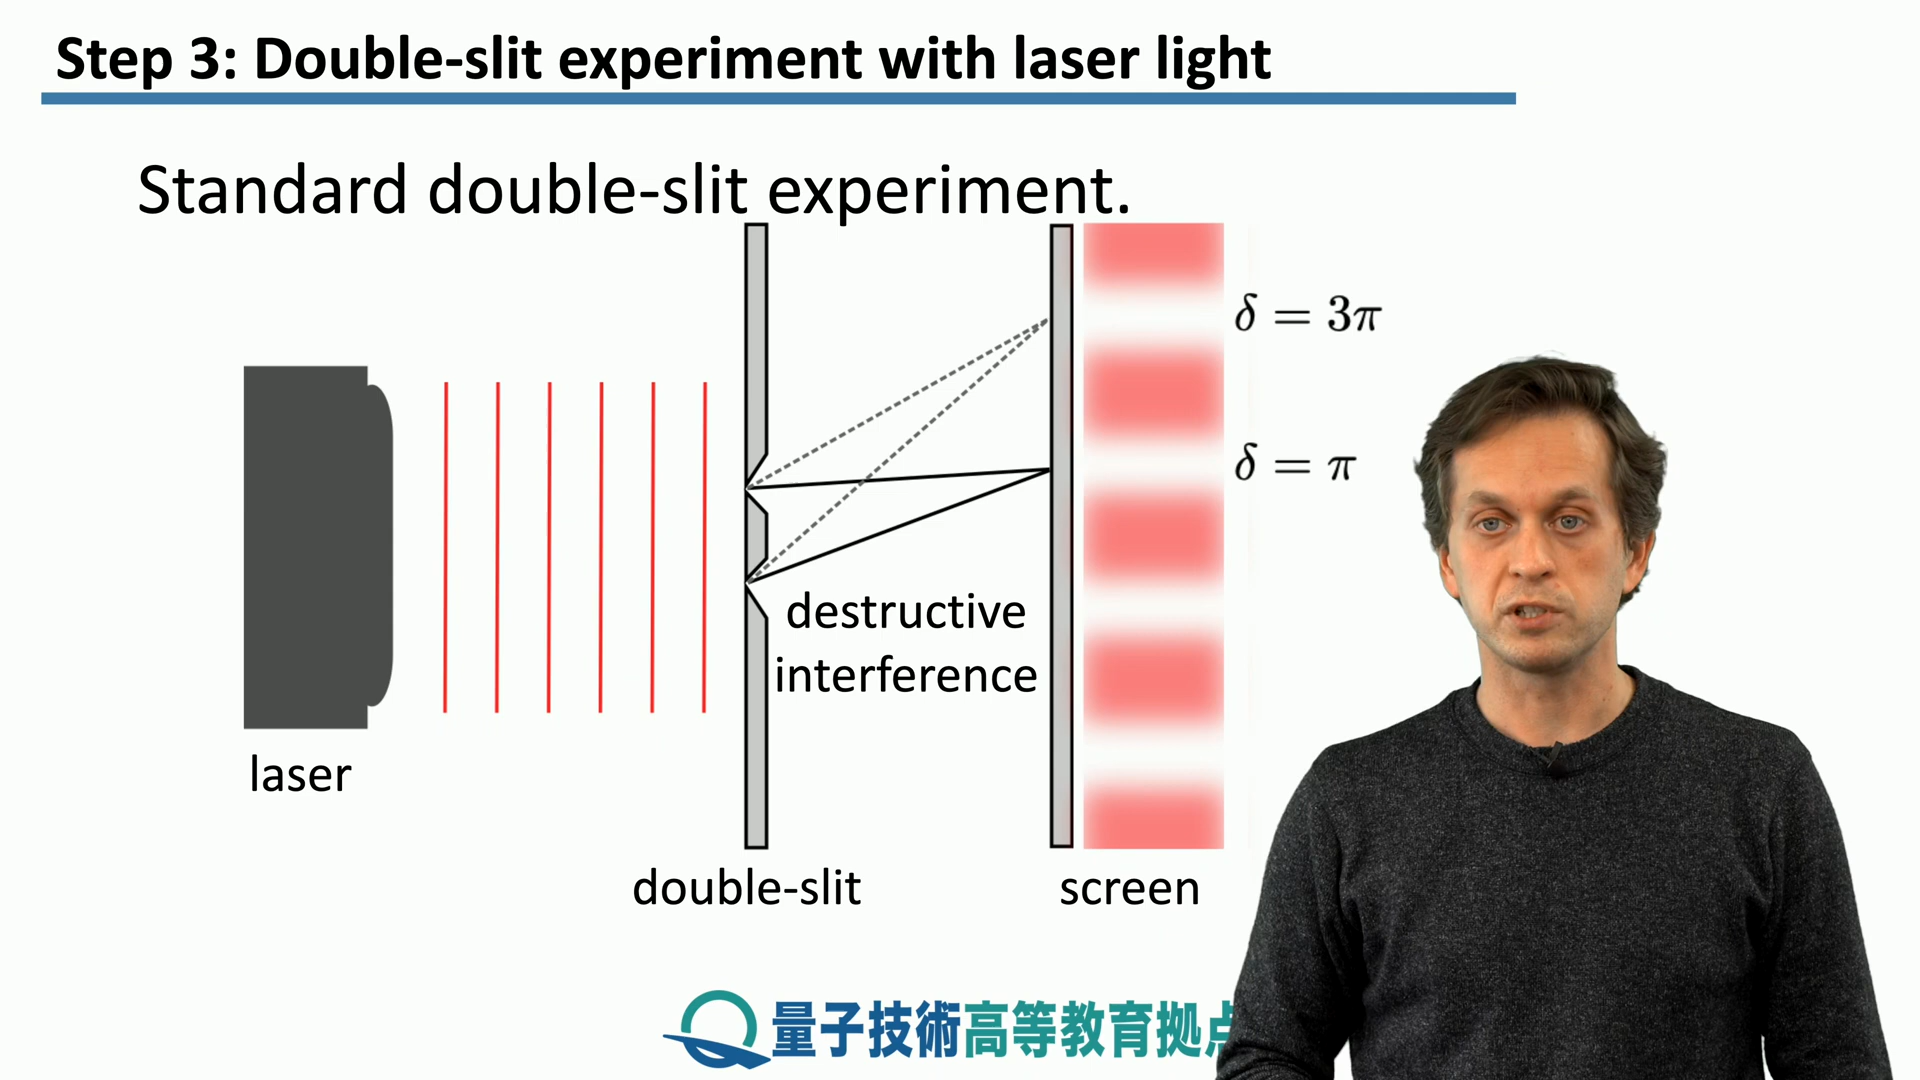 Step 3: Double-slit experiment with laser light
Standard double-slit experiment.
δ = 3π
δ = π
destructive
interference
laser
double-slit
screen
量子技術高等教育拠点